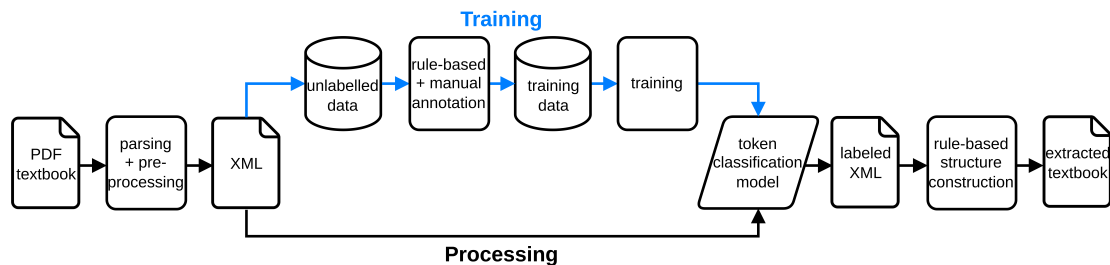 Training
unlabelled
data
rule-based
+ manual
annotation
training
data
training
PDF
textbook
parsing
+ pre-
processing
XML
token
classification
model
labeled
XML
rule-based
structure
construction
extracted
textbook
Processing